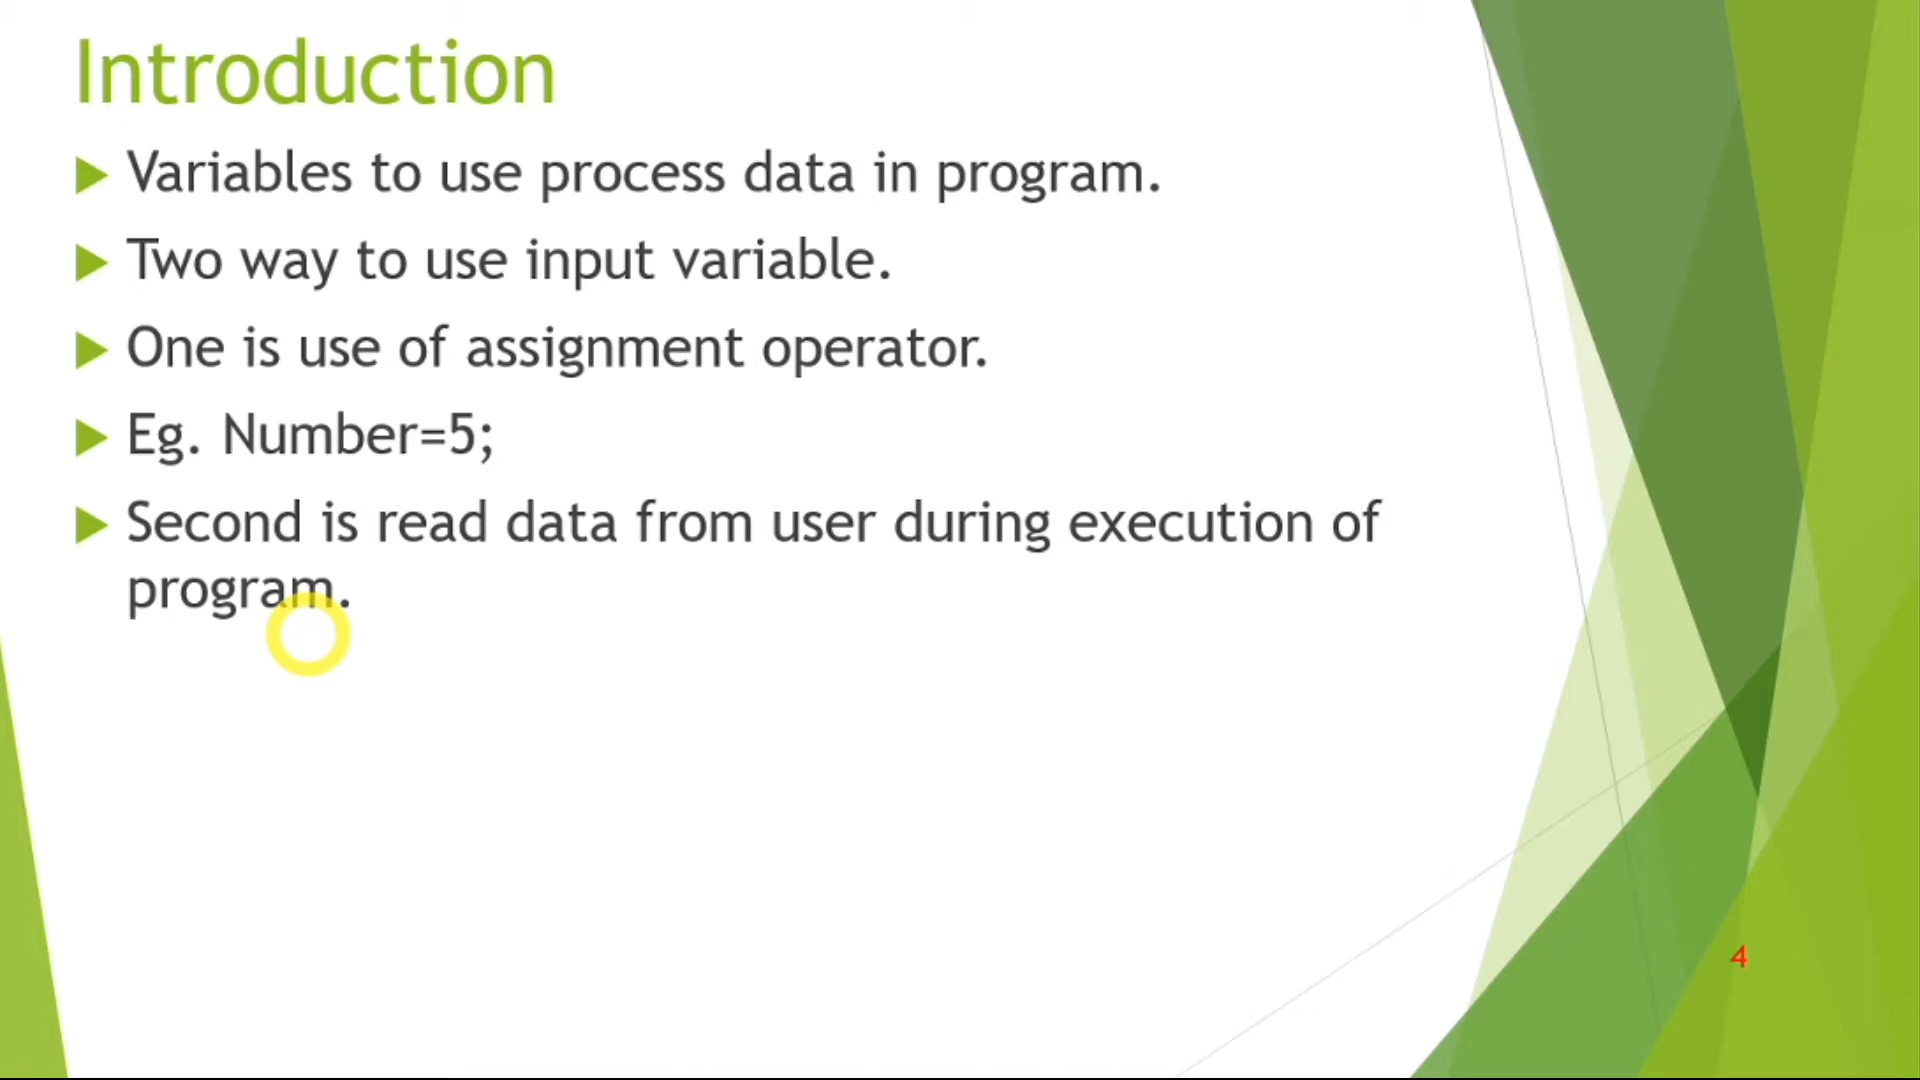 Introduction
Variables to use process data in program.
Two way to use input variable.
One is use of assignment operator.
Eg. Number=5;
Second is read data from user during execution of
program.
4